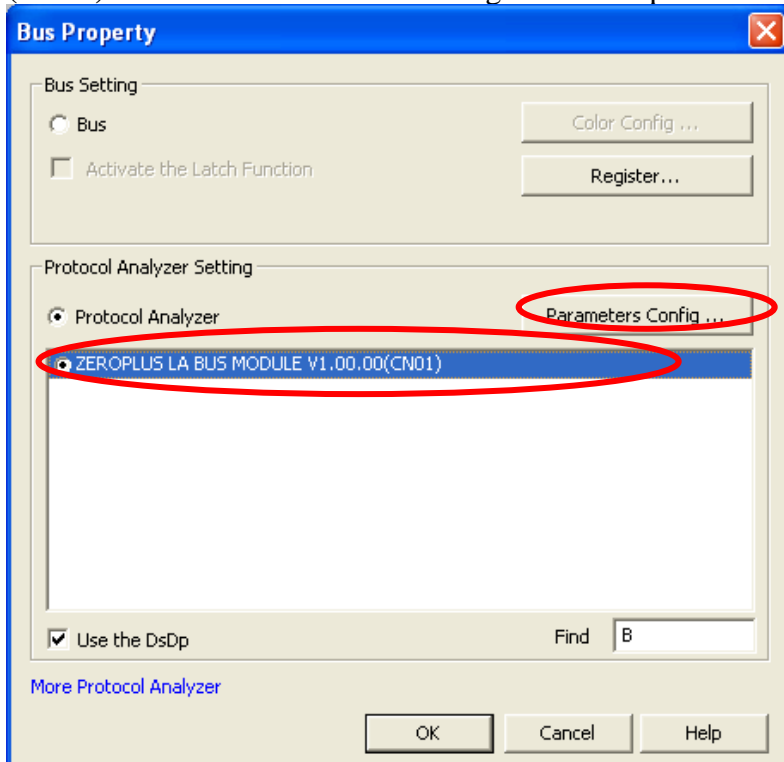 Bus Property
Bus Setting
Bus
Color Config ...
Activate the Latch Function
Register...
Protocol Analyzer Setting
Protocol Analyzer
Parameters Config ...
ZEROPLUS LA BUS MODULE V1.00.00(CN01)
Use the DsDp
Find B
More Protocol Analyzer
OK Cancel Help